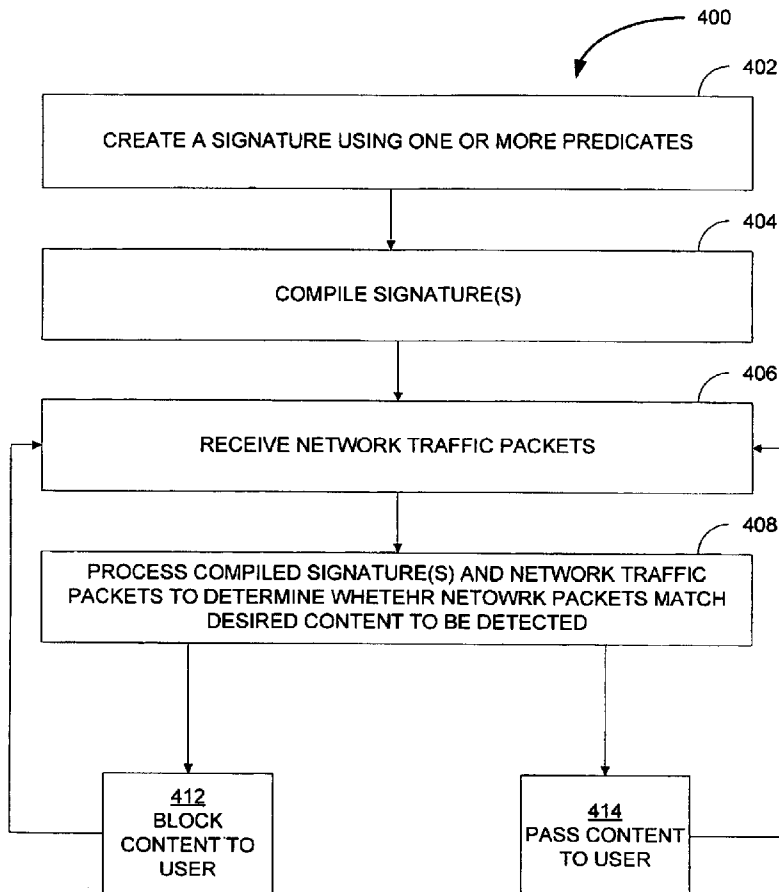 400
402
CREATE A SIGNATURE USING ONE OR MORE PREDICATES
404
COMPILE SIGNATURE(S)
406
RECEIVE NETWORK TRAFFIC PACKETS
408
PROCESS COMPILED SIGNATURE(S) AND NETWORK TRAFFIC
PACKETS TO DETERMINE WHETEHR NETOWRK PACKETS MATCH
DESIRED CONTENT TO BE DETECTED
412
BLOCK
CONTENT TO
USER
414
PASS CONTENT
TO USER